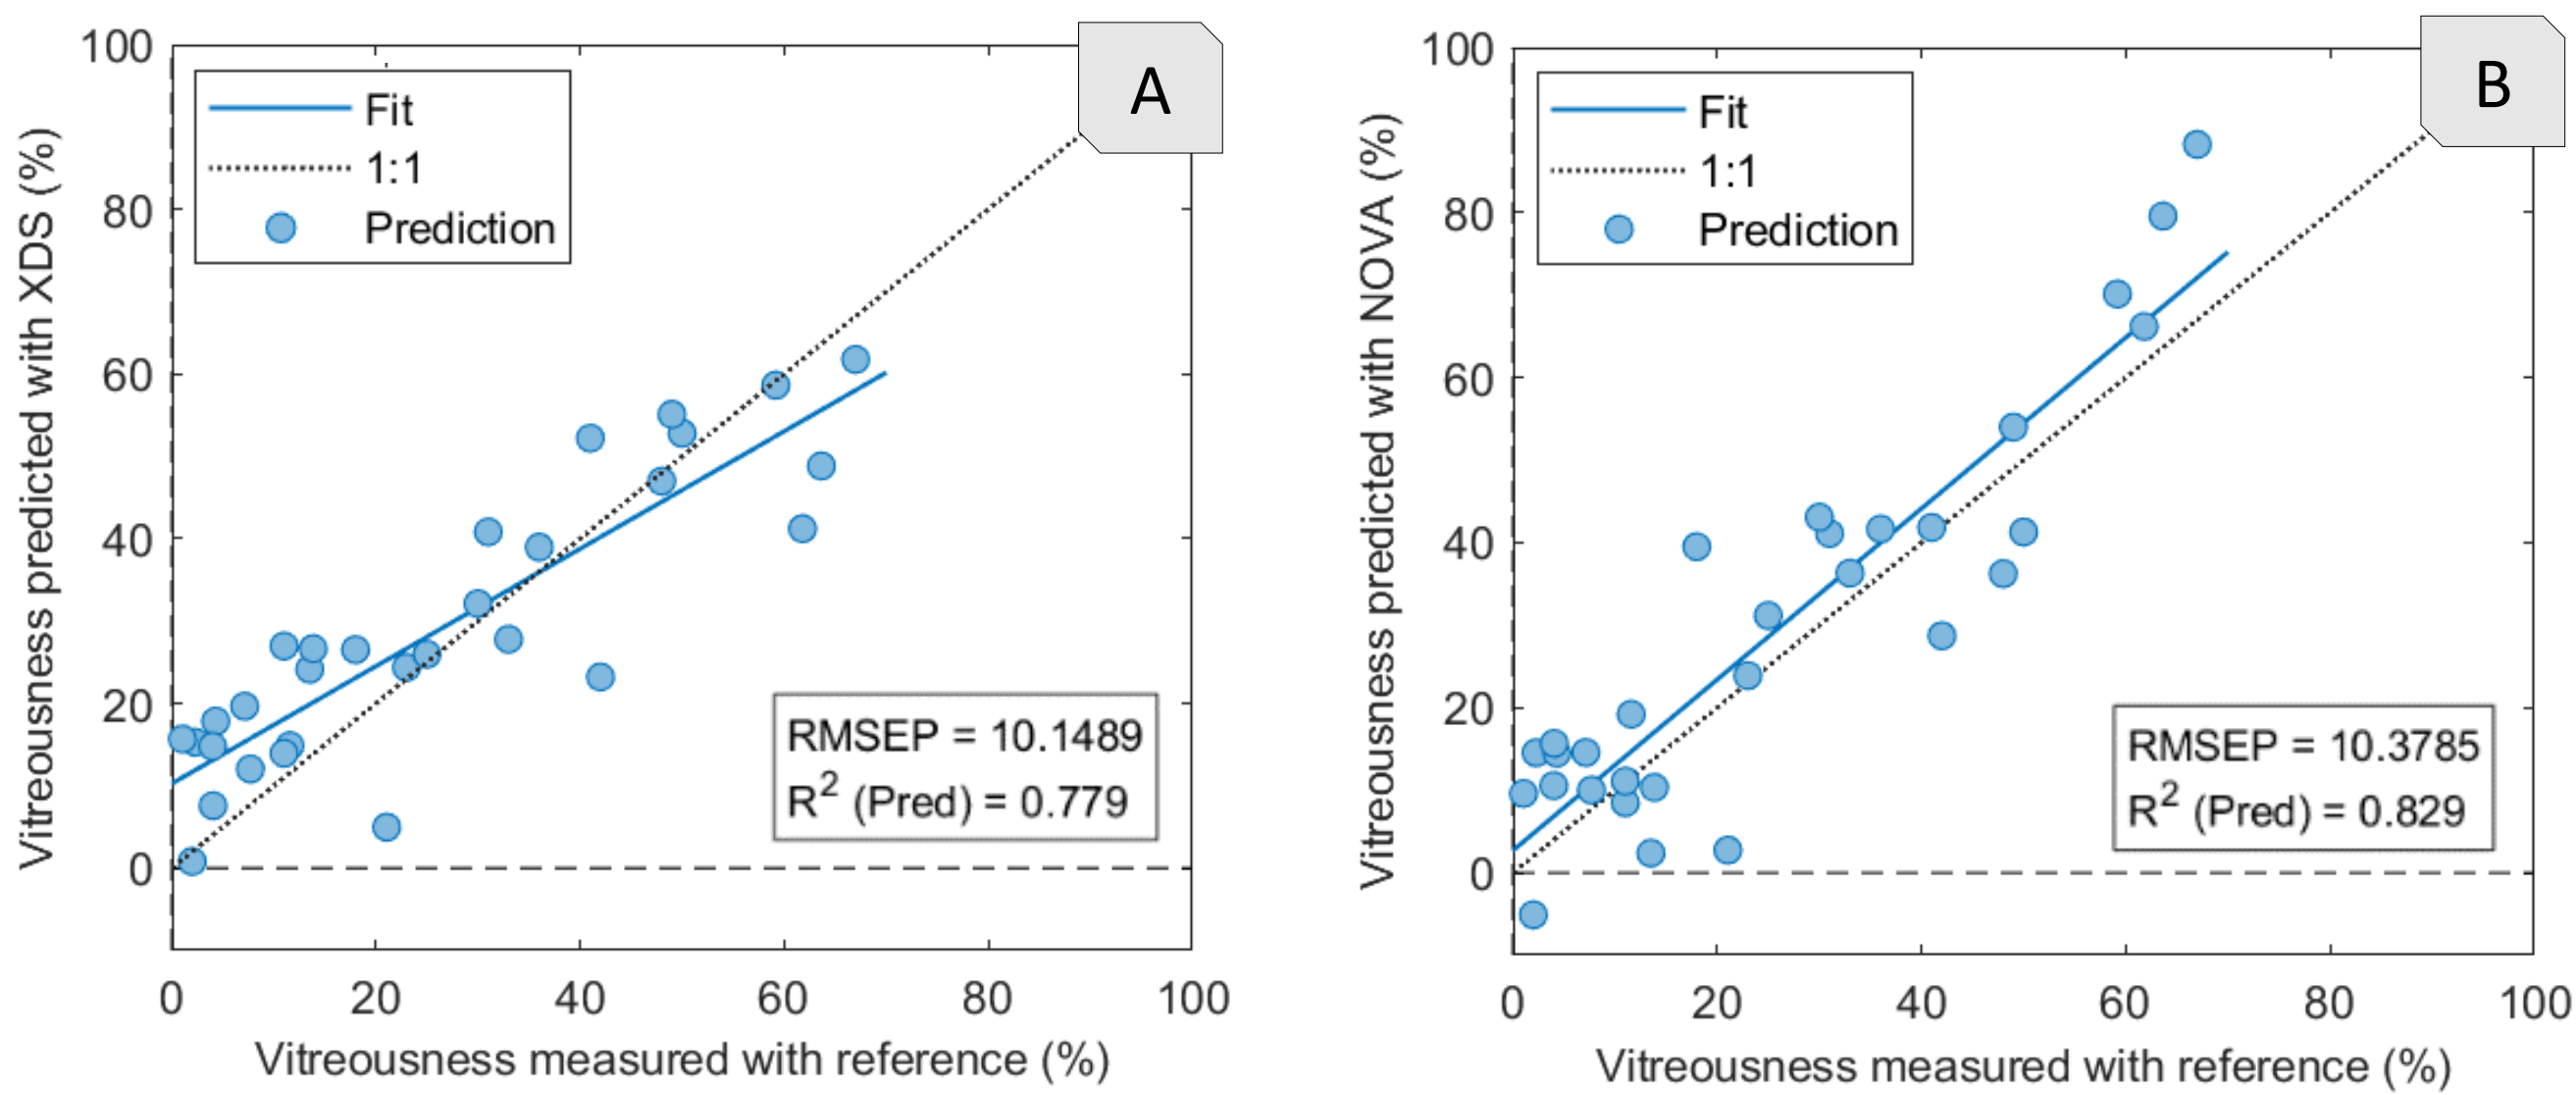 A
Fit
1:1
Prediction
100
80
60
40
20
0
Vitreousness predicted with XDS (%)
RMSEP = 10.1489
R² (Pred) = 0.779
0 20 40 60 80 100
Vitreousness measured with reference (%)
B
Fit
1:1
Prediction
100
80
60
40
20
0
Vitreousness predicted with NOVA (%)
RMSEP = 10.3785
R² (Pred) = 0.829
0 20 40 60 80 100
Vitreousness measured with reference (%)